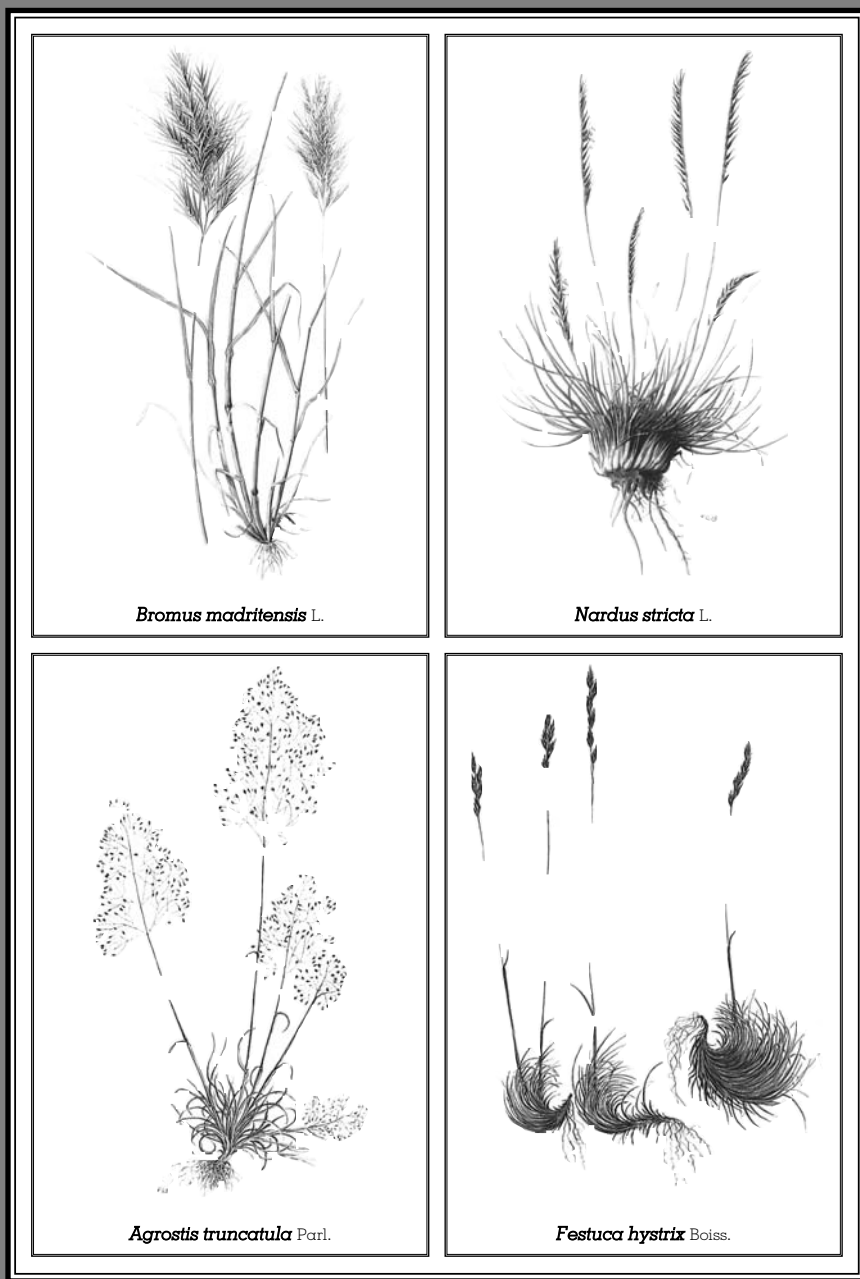 Bromus madritensis L.
Nardus stricta L.
Agrostis truncatula Parl.
Festuca hystrix Boiss.